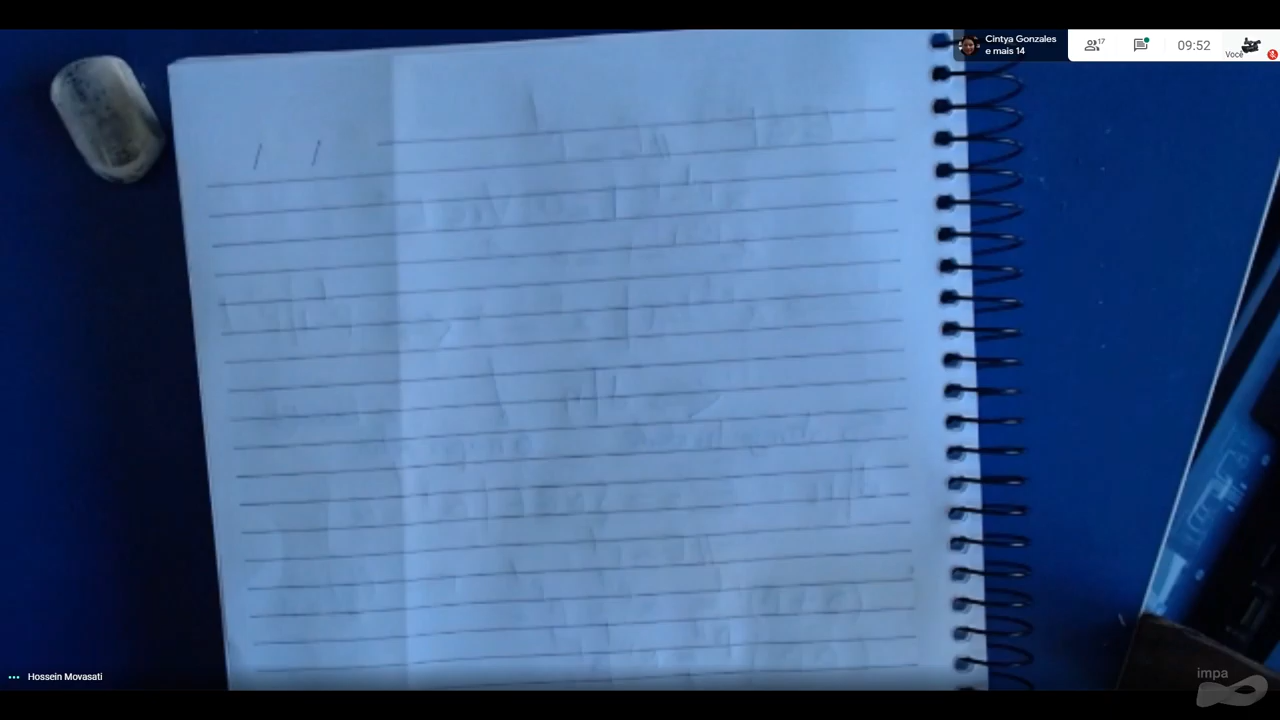 Cintya Gonzales
e mais 14
17
09:52
Você
/ /
Hossein Movasati
impa